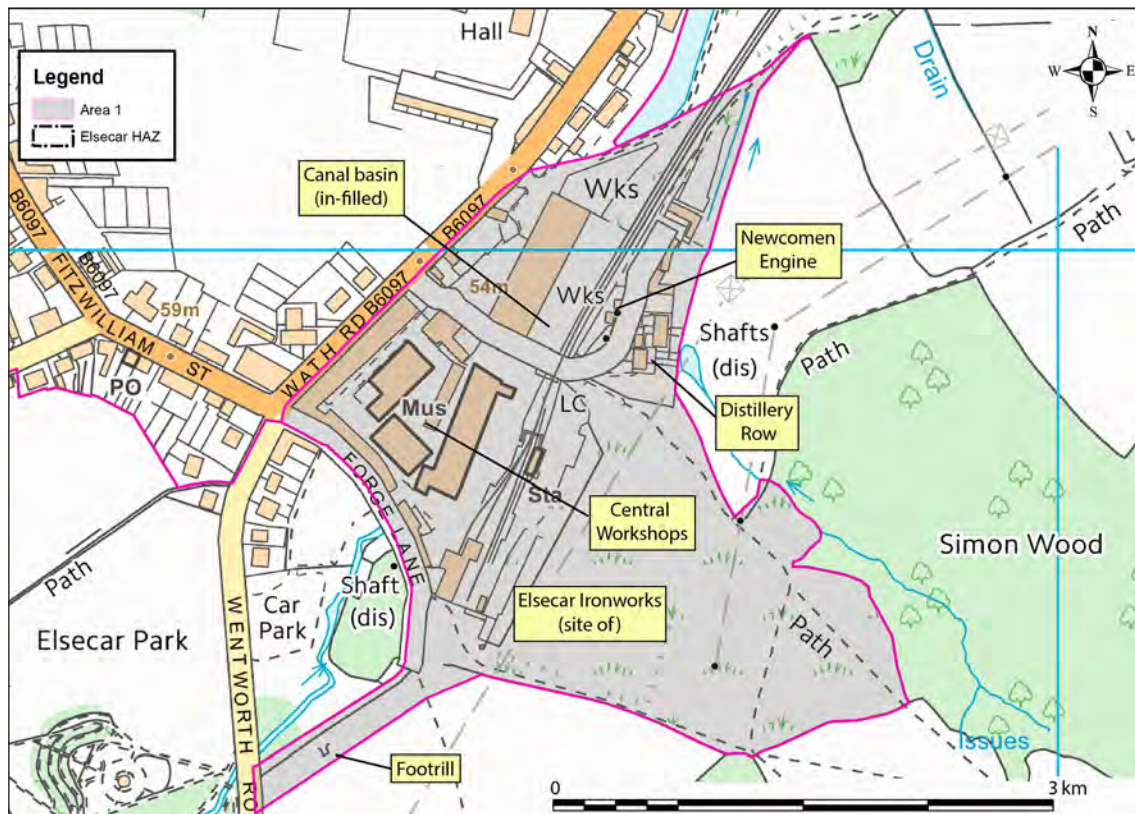 Hall
Legend
Area 1
Elsecar HAZ
N
W
E
S
Drain
Canal basin
(in-filled)
Wks
B6097
Path
Newcomen
Engine
B6097
B6097
B6097
54m
Wks
59m
FITZWILLIAM ST
WATH RD
Shafts
(dis)
Path
PO
Mus
LC
Distillery
Row
FORGE LANE
Sta
Central
Workshops
Simon Wood
Path
Shaft
(dis)
Car
Park
Elsecar Ironworks
(site of)
Elsecar Park
Path
WENTWORTH RO
Issues
Footrill
0
3 km